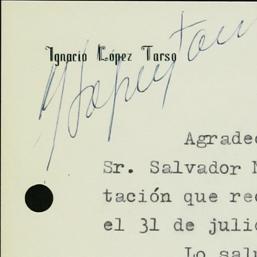 Ignacio López Tarso
Agradec
Sr. Salvador
tación que rec
el 31 de julio
Lo salu